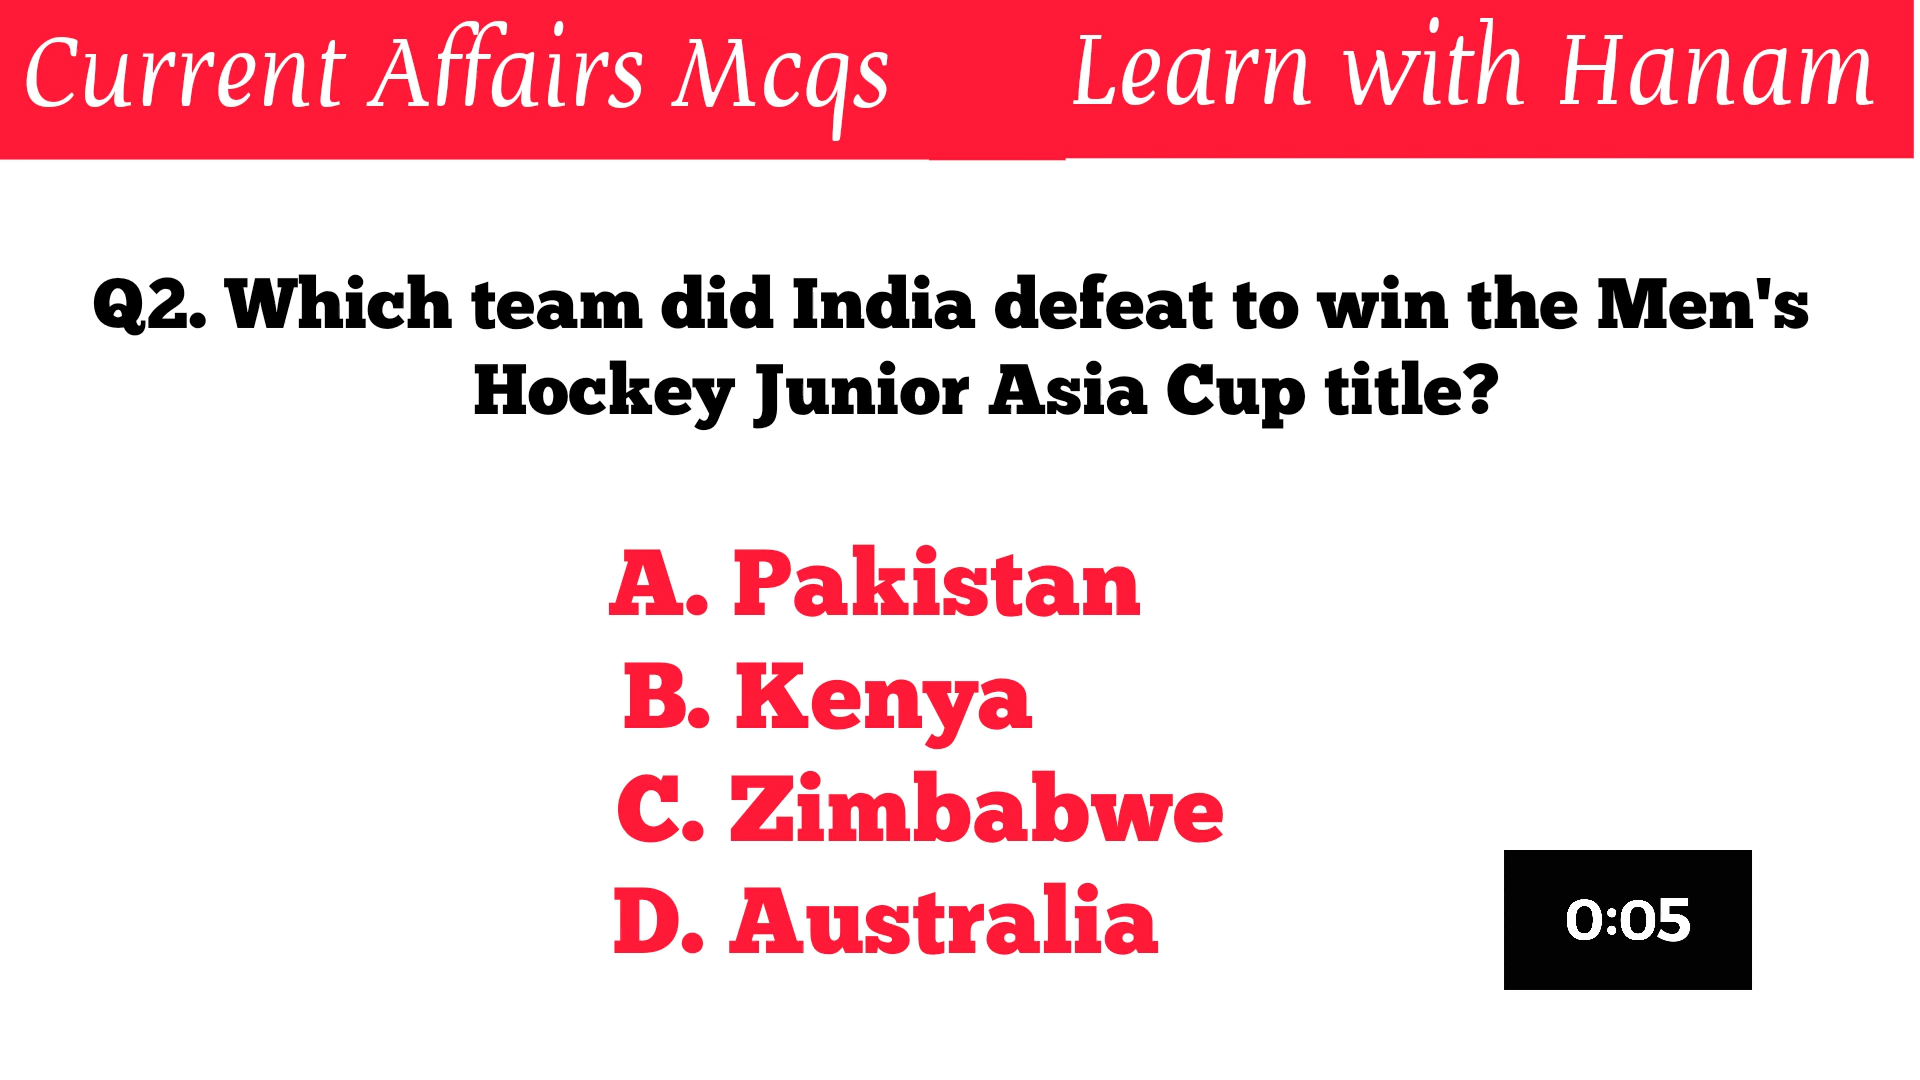 Current Affairs Mcqs
Learn with Hanam
Q2. Which team did India defeat to win the Men's
Hockey Junior Asia Cup title?
A. Pakistan
B. Kenya
C. Zimbabwe
D. Australia
0:05